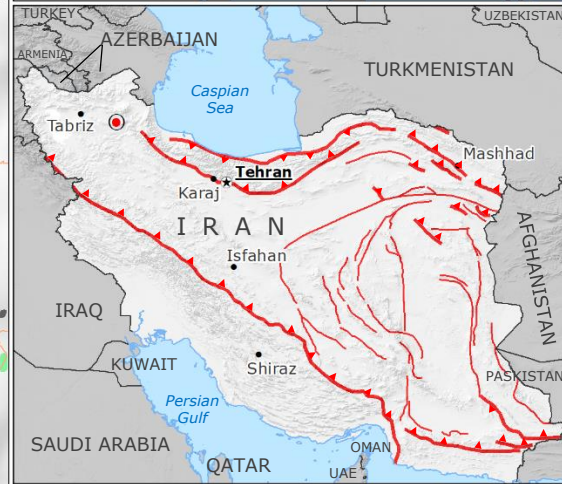 TURKEY
UZBEKISTAN
AZERBAIJAN
ARMENIA
TURKMENISTAN
Caspian
Sea
Tabriz
Mashhad
Tehran
Karaj
IRAN
Isfahan
AFGHANISTAN
IRAQ
KUWAIT
Shiraz
PASKISTAN
Persian
Gulf
SAUDI ARABIA
OMAN
QATAR
UAE